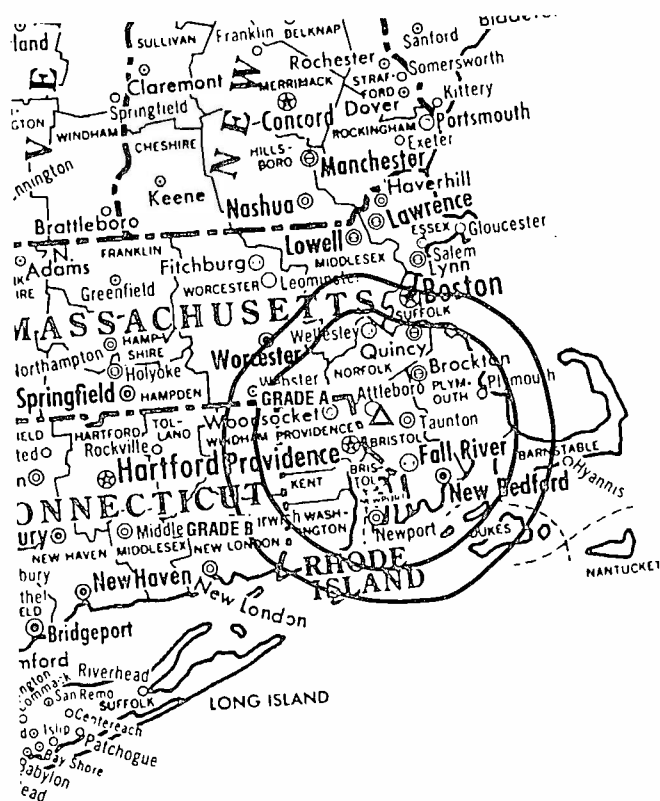 SULLIVAN
Franklin
BELKNAP
Sanford
Rochester
Somersworth
Claremont
MERRIMACK
STRAF-
FORD
Kittery
Springfield
Concord
Dover
WINDHAM
ROCKINGHAM
Portsmouth
CHESHIRE
N E W
HILLS-
BORO
Exeter
Manchester
Keene
Haverhill
Nashua
Lawrence
Brattleboro
ESSEX
Gloucester
Lowell
N.
Adams
FRANKLIN
MIDDLESEX
Salem
Fitchburg
Lynn
WORCESTER
Leominster
Greenfield
Boston
MASSACHUSETTS
SUFFOLK
HAMP-
SHIRE
Wellesley
Northampton
Worcester
Quincy
Holyoke
NORFOLK
Brockton
Webster
Springfield
HAMPDEN
GRADE A
Attleboro
PLYM-
OUTH
Plymouth
Woonsocket
HARTFORD
TOL-
LAND
Taunton
WINDHAM
PROVIDENCE
Rockville
BRISTOL
BARNSTABLE
Hartford
Providence
Fall River
Hyannis
BRIS-
TOL
KENT
New Bedford
CONNECTICUT
WASH-
INGTON
Middle
GRADE B
Newport
DUKES
NEW HAVEN
MIDDLESEX
NEW LONDON
RHODE
ISLAND
NANTUCKET
New Haven
New London
Bridgeport
Riverhead
San Remo
SUFFOLK
LONG ISLAND
Centereach
Islip
Patchogue
Bay Shore
Babylon